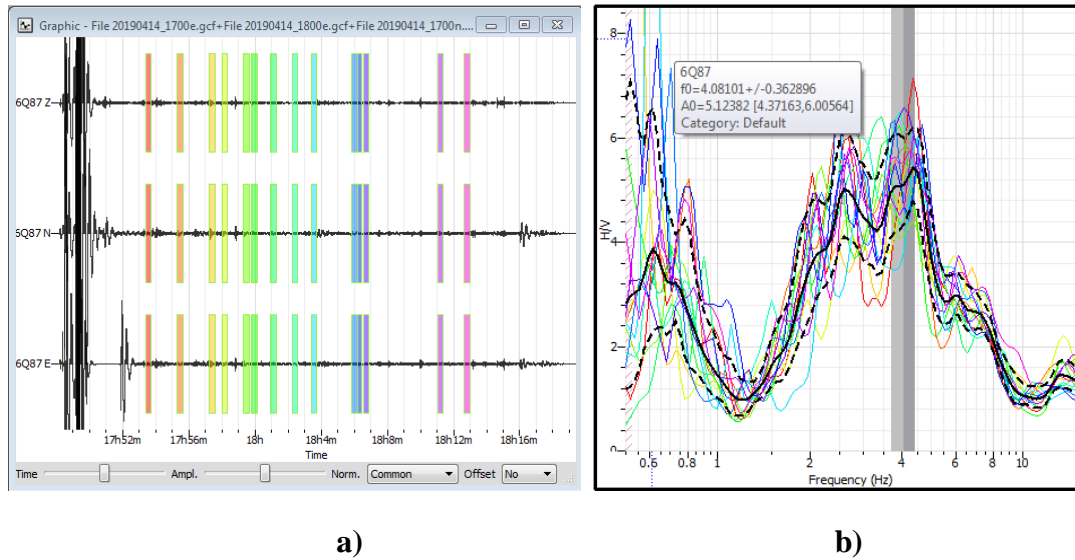 Graphic - File 20190414_1700e.gcf+File 20190414_1800e.gcf+File 20190414_1700n....
6Q87 Z
6Q87 N
6Q87 E
17h52m 17h56m 18h 18h4m 18h8m 18h12m 18h16m
Time
Time Ampl. Norm. Common Offset No
a)
8
6
4
2
0
H/V
6Q87
f0=4.08101+/-0.362896
A0=5.12382 [4.37163,6.00564]
Category: Default
0.6 0.8 1 2 4 6 8 10
Frequency (Hz)
b)